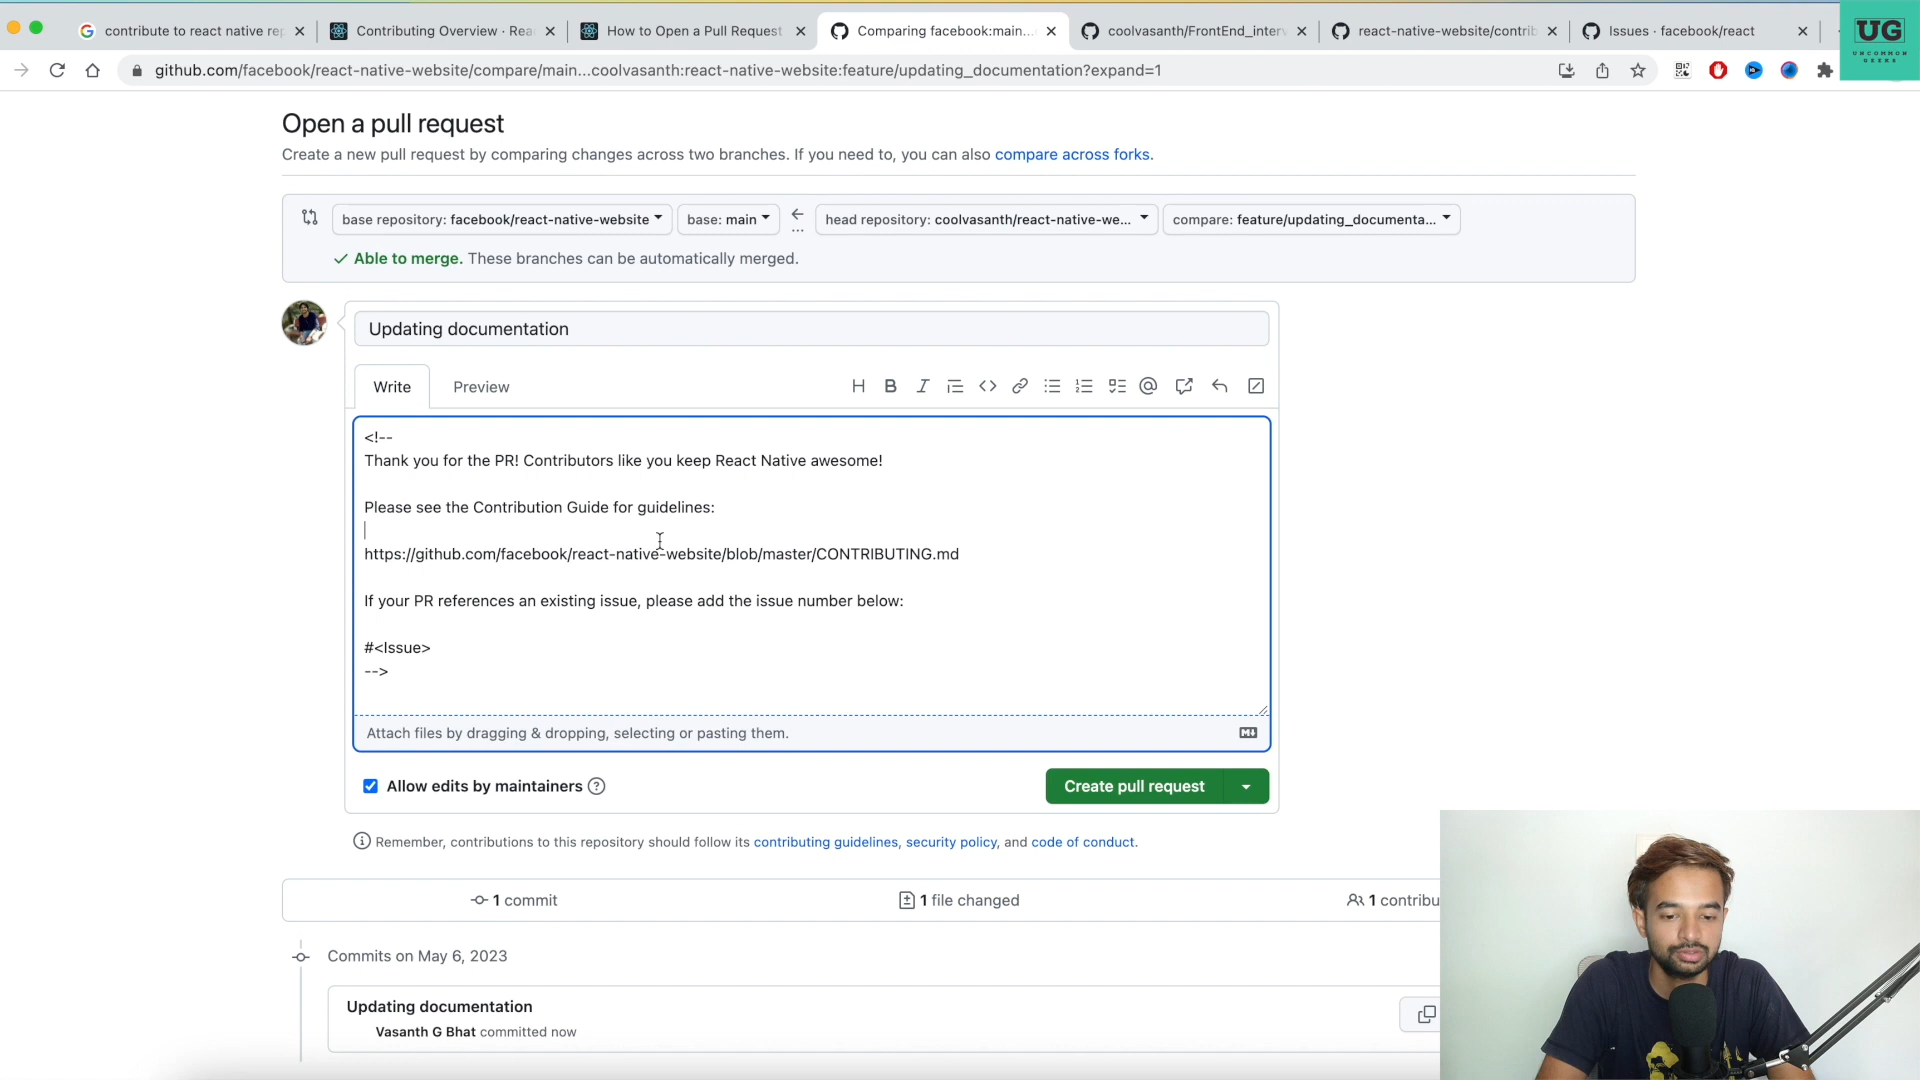 contribute to react native rep
Contributing Overview · Rea
How to Open a Pull Request
Comparing facebook:main...
coolvasanth/FrontEnd_interv
react-native-website/contrib
Issues · facebook/react
UG
UNCOMMON
GEEKS
github.com/facebook/react-native-website/compare/main...coolvasanth:react-native-website:feature/updating_documentation?expand=1
Open a pull request
Create a new pull request by comparing changes across two branches. If you need to, you can also compare across forks.
base repository: facebook/react-native-website
base: main
head repository: coolvasanth/react-native-we...
compare: feature/updating_documenta...
Able to merge. These branches can be automatically merged.
Updating documentation
Write
Preview
<!--
Thank you for the PR! Contributors like you keep React Native awesome!
Please see the Contribution Guide for guidelines:
https://github.com/facebook/react-native-website/blob/master/CONTRIBUTING.md
If your PR references an existing issue, please add the issue number below:
#<Issue>
-->
Attach files by dragging & dropping, selecting or pasting them.
Allow edits by maintainers
Create pull request
Remember, contributions to this repository should follow its contributing guidelines, security policy, and code of conduct.
1 commit
1 file changed
1 contribu
Commits on May 6, 2023
Updating documentation
Vasanth G Bhat committed now